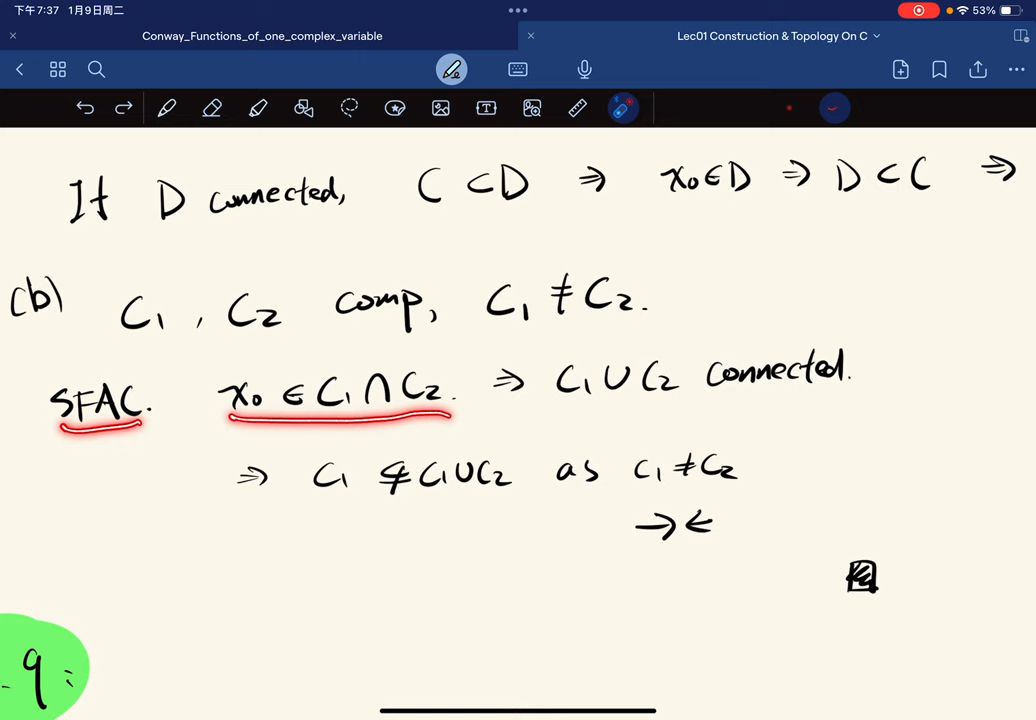 下午7:37 1月9日周二
53%
Conway_Functions_of_one_complex_variable
Lec01 Construction & Topology On C
If D connected, C ⊂ D ⇒ x₀ ∈ D ⇒ D ⊂ C ⇒
(b) C₁, C₂ comp, C₁ ≠ C₂.
SFAC. x₀ ∈ C₁ ∩ C₂. ⇒ C₁ ∪ C₂ connected.
⇒ C₁ ⊊ C₁ ∪ C₂ as C₁ ≠ C₂
→←
9: